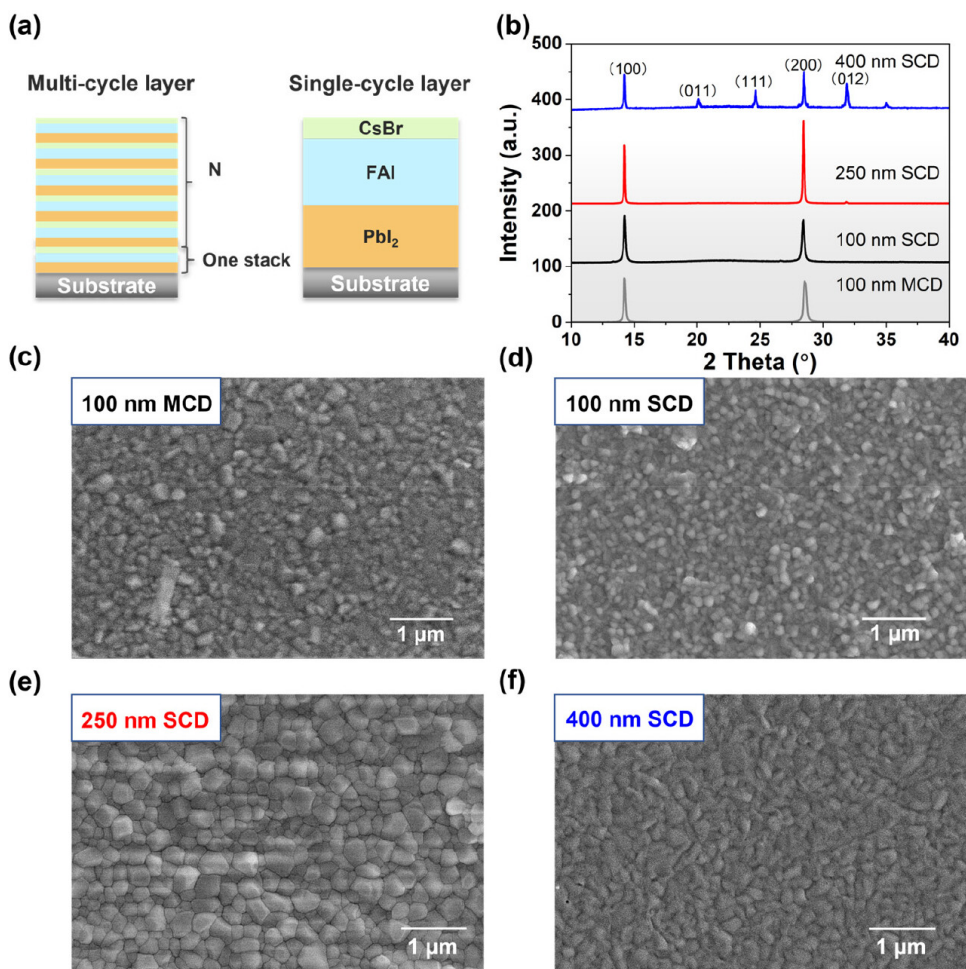 (a)
Multi-cycle layer
Single-cycle layer
N
One stack
Substrate
CsBr
FAI
PbI₂
Substrate
(b)
Intensity (a.u.)
500
400
300
200
100
0
10
15
20
25
30
35
40
2 Theta (°)
(100)
(011)
(111)
(200)
(012)
400 nm SCD
250 nm SCD
100 nm SCD
100 nm MCD
(c)
100 nm MCD
1 µm
(d)
100 nm SCD
1 µm
(e)
250 nm SCD
1 µm
(f)
400 nm SCD
1 µm